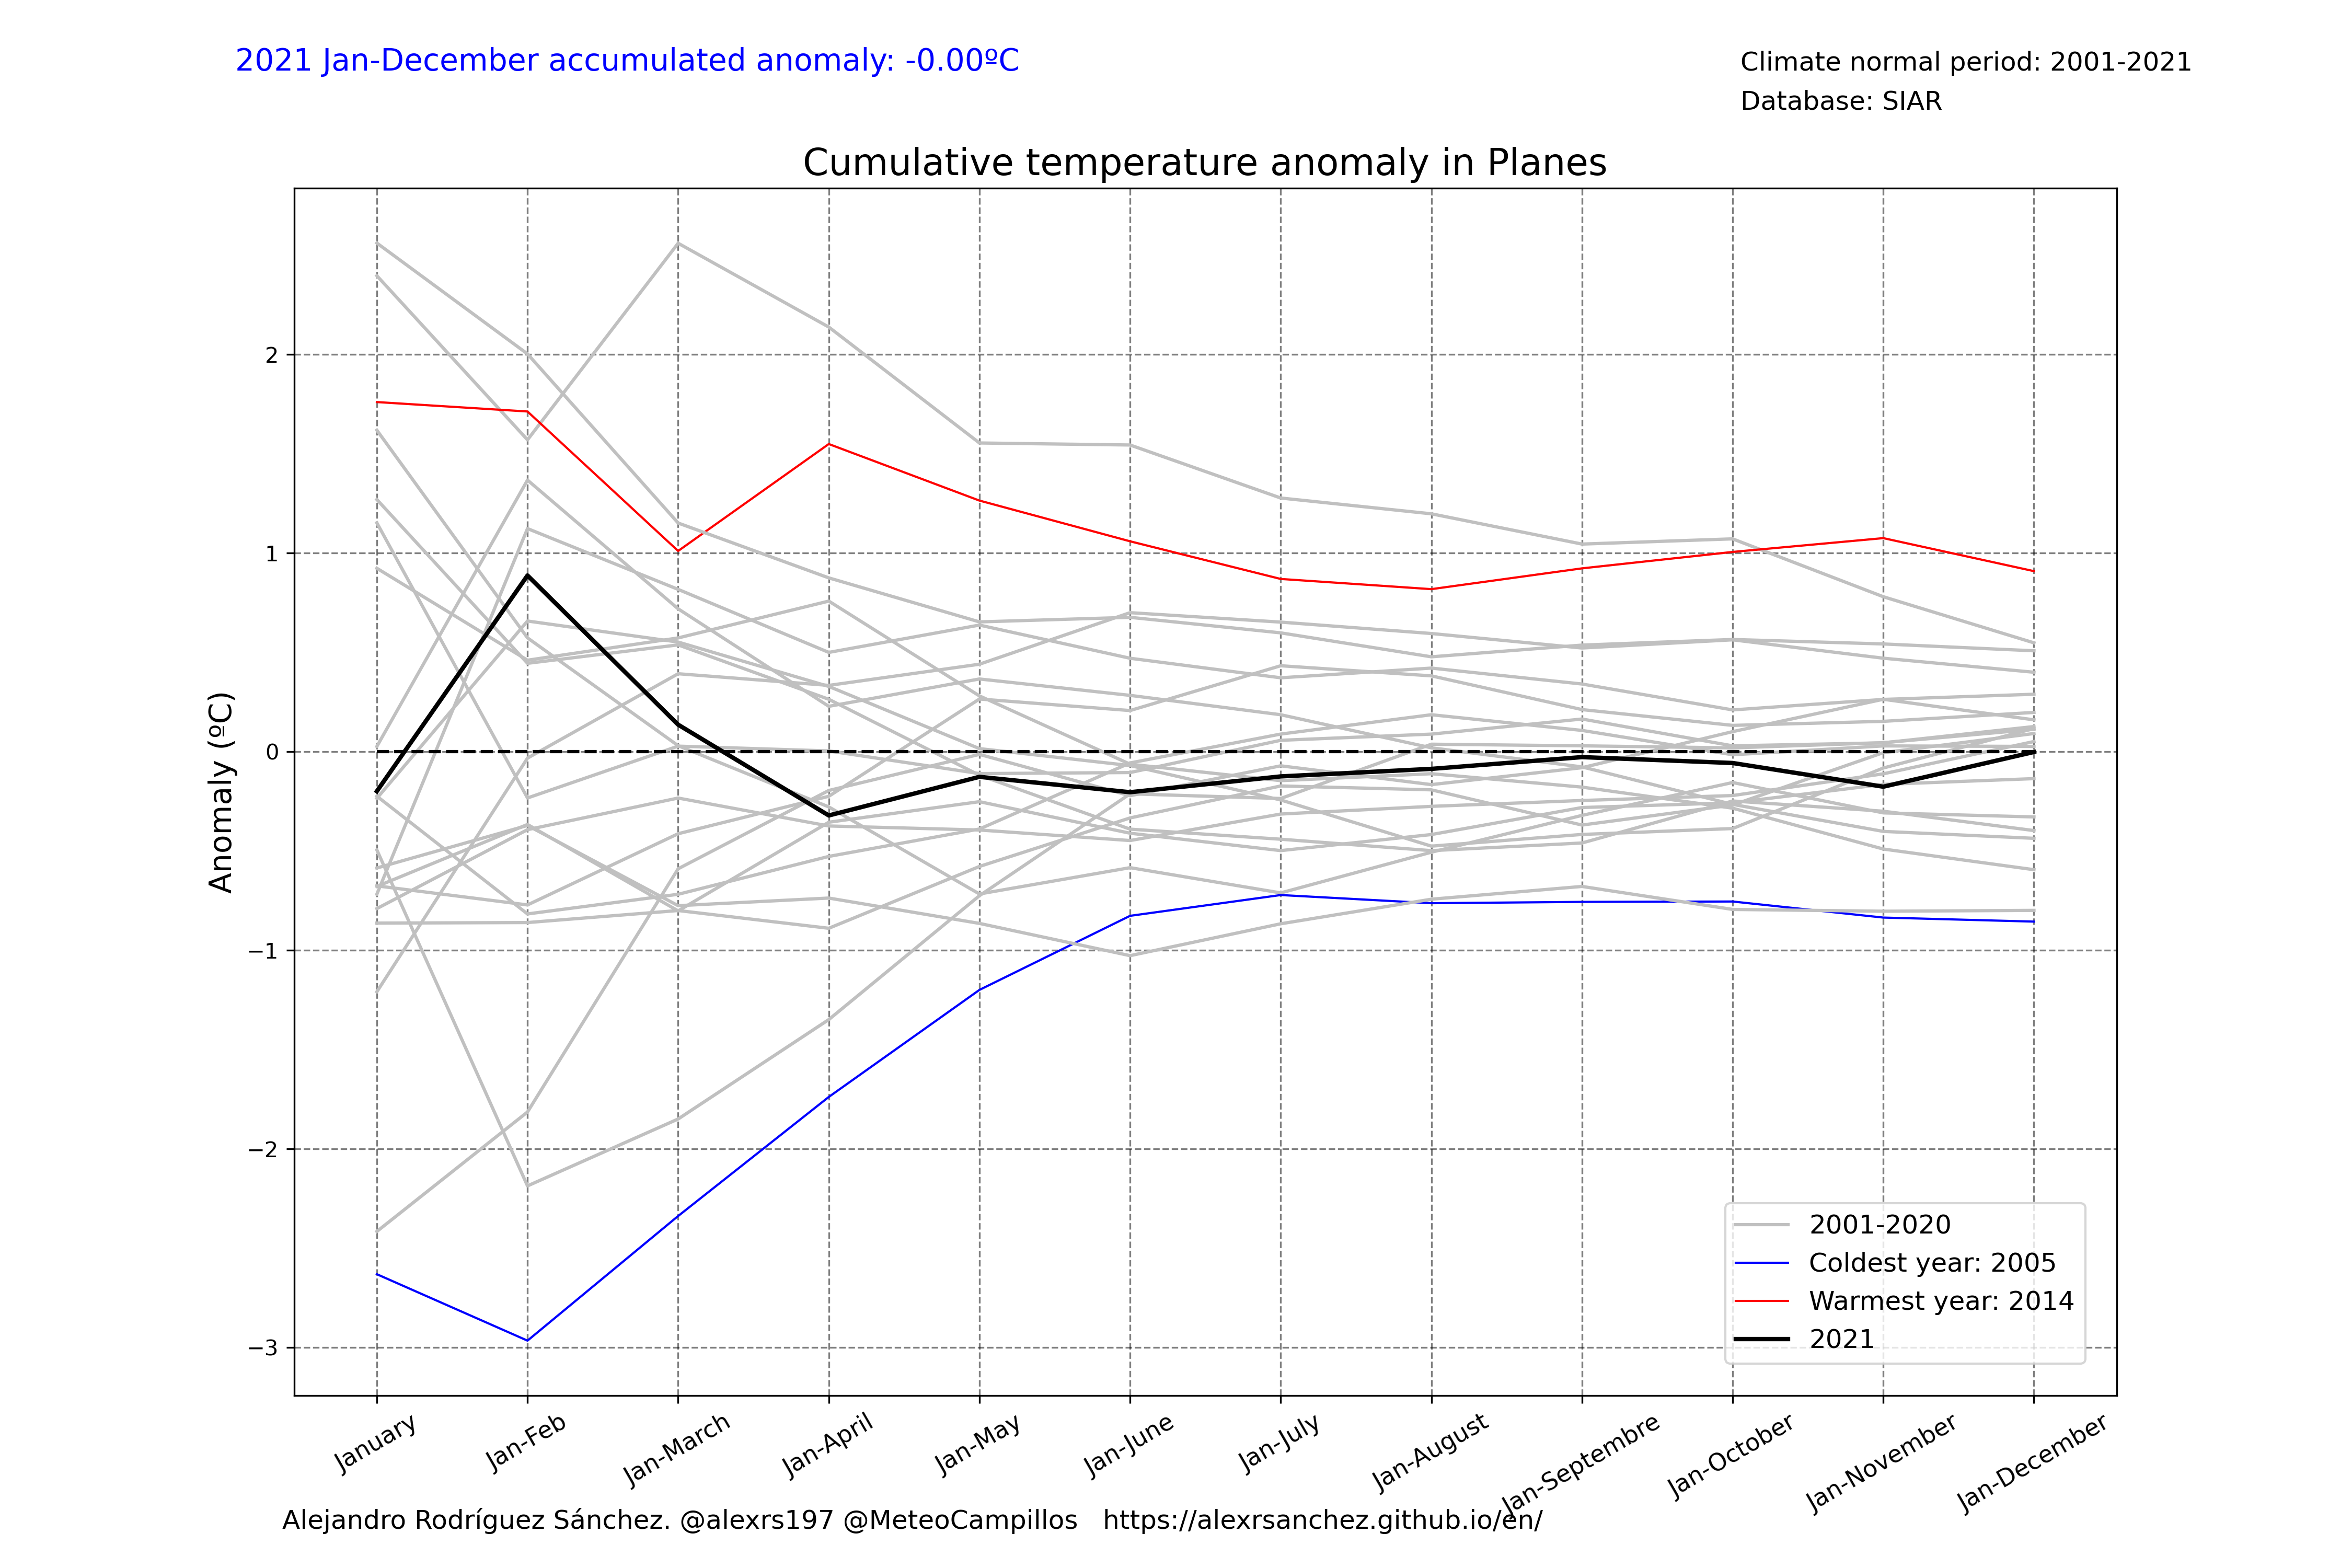 2021 Jan-December accumulated anomaly: -0.00ºC
Climate normal period: 2001-2021
Database: SIAR
Cumulative temperature anomaly in Planes
Anomaly (ºC)
2
1
0
−1
−2
−3
2001-2020
Coldest year: 2005
Warmest year: 2014
2021
January
Jan-Feb
Jan-March
Jan-April
Jan-May
Jan-June
Jan-July
Jan-August
Jan-Septembre
Jan-October
Jan-November
Jan-December
Alejandro Rodríguez Sánchez. @alexrs197 @MeteoCampillos   https://alexrsanchez.github.io/en/